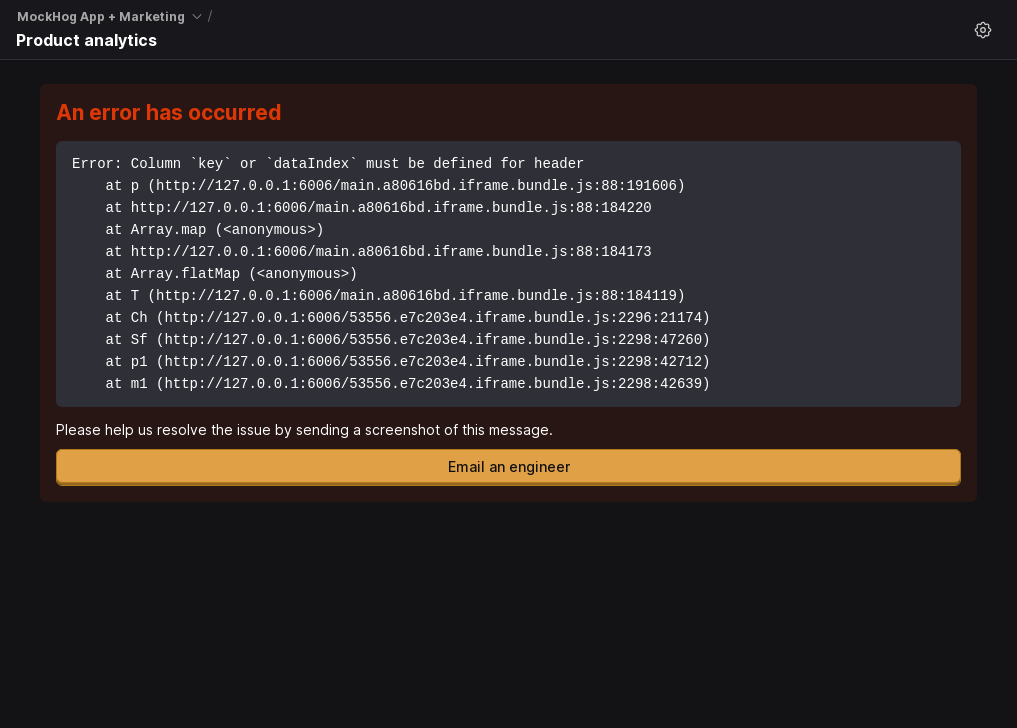 MockHog App + Marketing /
Product analytics
An error has occurred
Error: Column `key` or `dataIndex` must be defined for header
    at p (http://127.0.0.1:6006/main.a80616bd.iframe.bundle.js:88:191606)
    at http://127.0.0.1:6006/main.a80616bd.iframe.bundle.js:88:184220
    at Array.map (<anonymous>)
    at http://127.0.0.1:6006/main.a80616bd.iframe.bundle.js:88:184173
    at Array.flatMap (<anonymous>)
    at T (http://127.0.0.1:6006/main.a80616bd.iframe.bundle.js:88:184119)
    at Ch (http://127.0.0.1:6006/53556.e7c203e4.iframe.bundle.js:2296:21174)
    at Sf (http://127.0.0.1:6006/53556.e7c203e4.iframe.bundle.js:2298:47260)
    at p1 (http://127.0.0.1:6006/53556.e7c203e4.iframe.bundle.js:2298:42712)
    at m1 (http://127.0.0.1:6006/53556.e7c203e4.iframe.bundle.js:2298:42639)
Please help us resolve the issue by sending a screenshot of this message.
Email an engineer